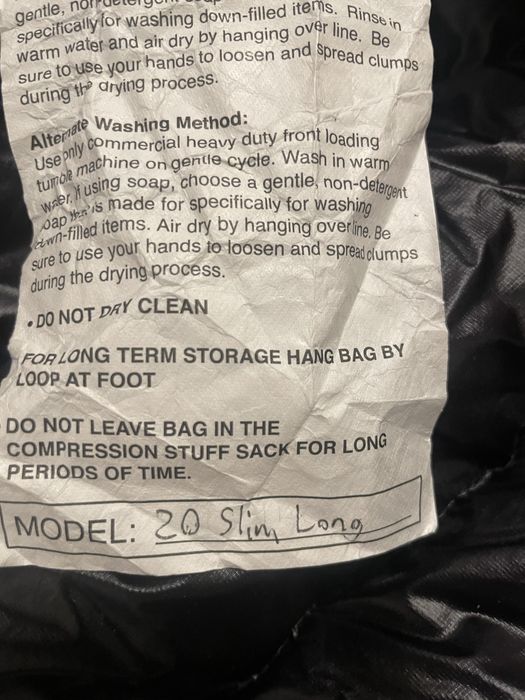 gentle, non-detergent soap
specifically for washing down-filled items. Rinse in
warm water and air dry by hanging over line. Be
sure to use your hands to loosen and spread clumps
during the drying process.
Alternate Washing Method:
Use only commercial heavy duty front loading
tumble machine on gentle cycle. Wash in warm
water. If using soap, choose a gentle, non-detergent
soap that is made for specifically for washing
down-filled items. Air dry by hanging over line. Be
sure to use your hands to loosen and spread clumps
during the drying process.
• DO NOT DRY CLEAN
FOR LONG TERM STORAGE HANG BAG BY
LOOP AT FOOT
DO NOT LEAVE BAG IN THE
COMPRESSION STUFF SACK FOR LONG
PERIODS OF TIME.
MODEL: 20 Slim Long